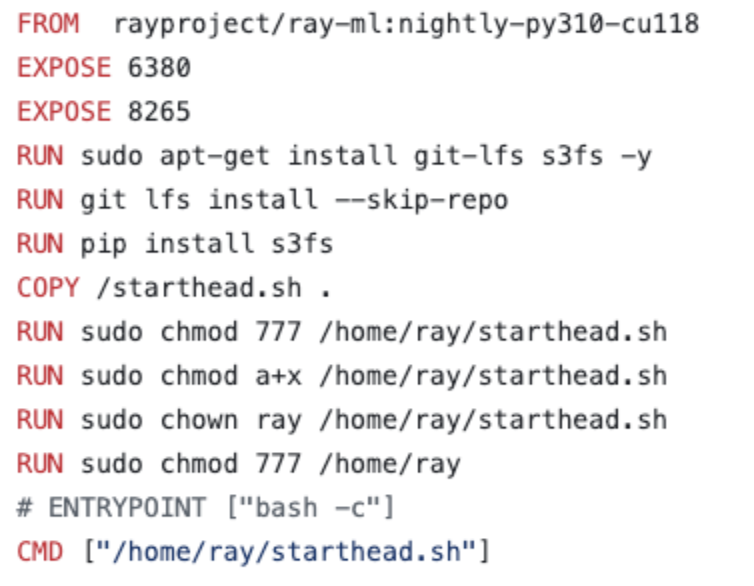 FROM  rayproject/ray-ml:nightly-py310-cu118
EXPOSE 6380
EXPOSE 8265
RUN sudo apt-get install git-lfs s3fs -y
RUN git lfs install --skip-repo
RUN pip install s3fs
COPY /starthead.sh .
RUN sudo chmod 777 /home/ray/starthead.sh
RUN sudo chmod a+x /home/ray/starthead.sh
RUN sudo chown ray /home/ray/starthead.sh
RUN sudo chmod 777 /home/ray
# ENTRYPOINT ["bash -c"]
CMD ["/home/ray/starthead.sh"]